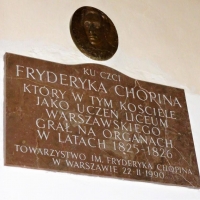 KU CZCI
FRYDERYKA CHOPINA
KTÓRY W TYM KOŚCIELE
JAKO UCZEŃ LICEUM
WARSZAWSKIEGO
GRAŁ NA ORGANACH
W LATACH 1825-1826
TOWARZYSTWO IM. FRYDERYKA CHOPINA
W WARSZAWIE 22-II-1990